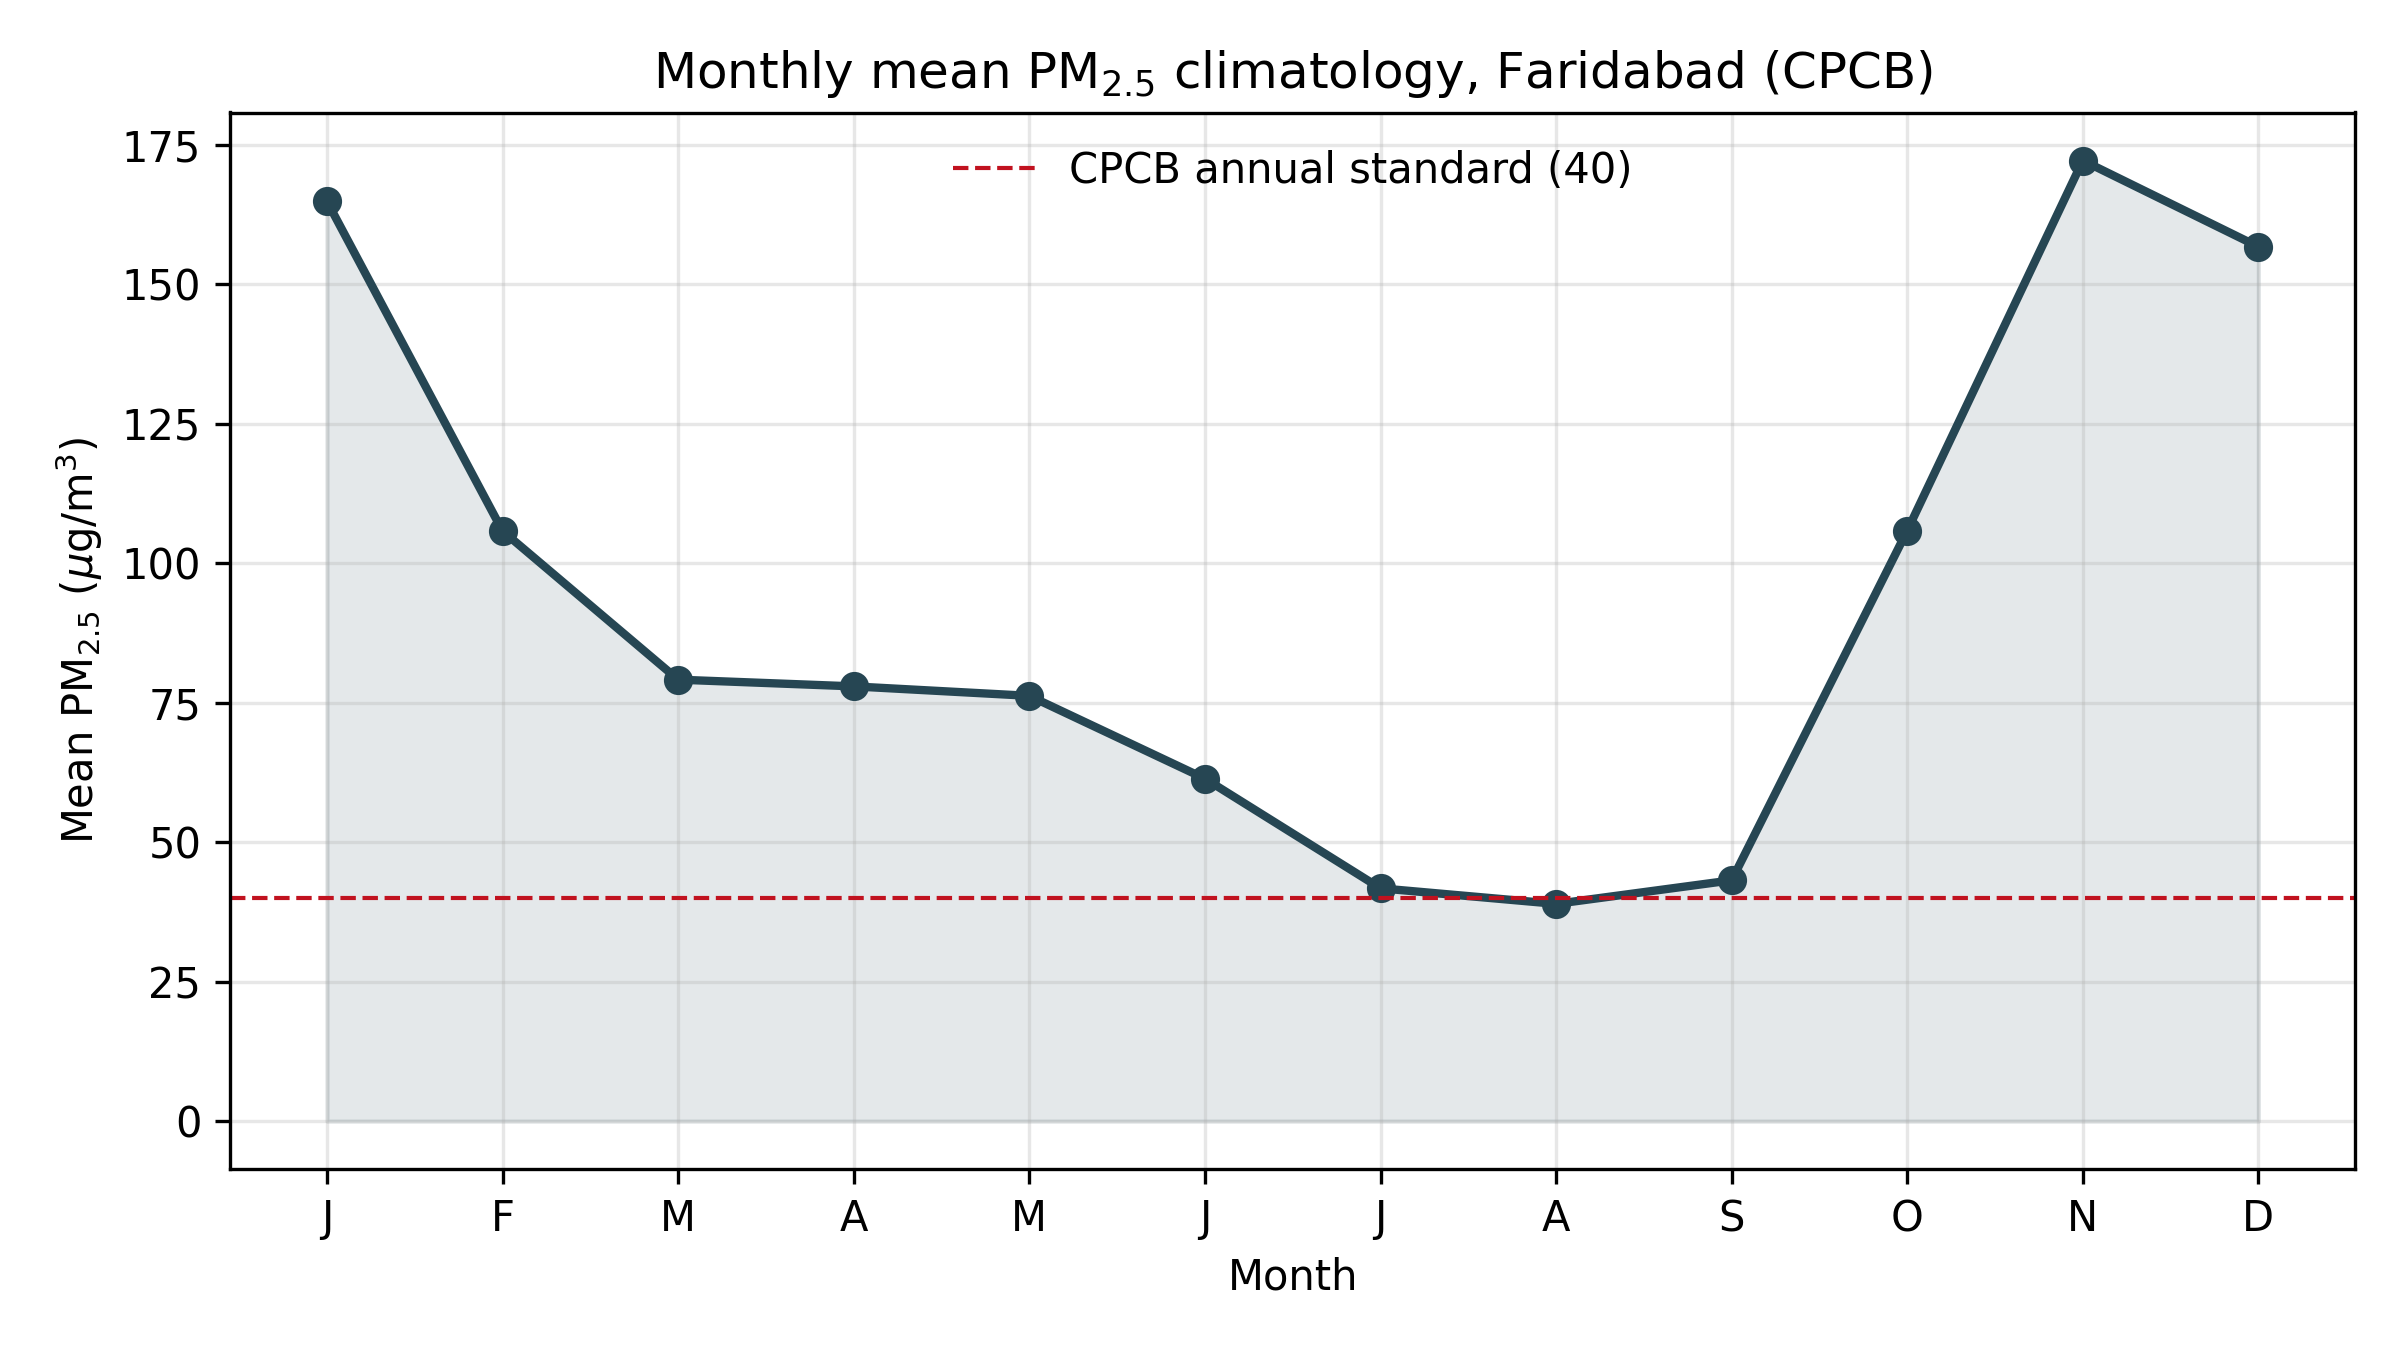 Monthly mean PM₂.₅ climatology, Faridabad (CPCB)
CPCB annual standard (40)
Mean PM₂.₅ (μg/m³)
175
150
125
100
75
50
25
0
J F M A M J J A S O N D
Month